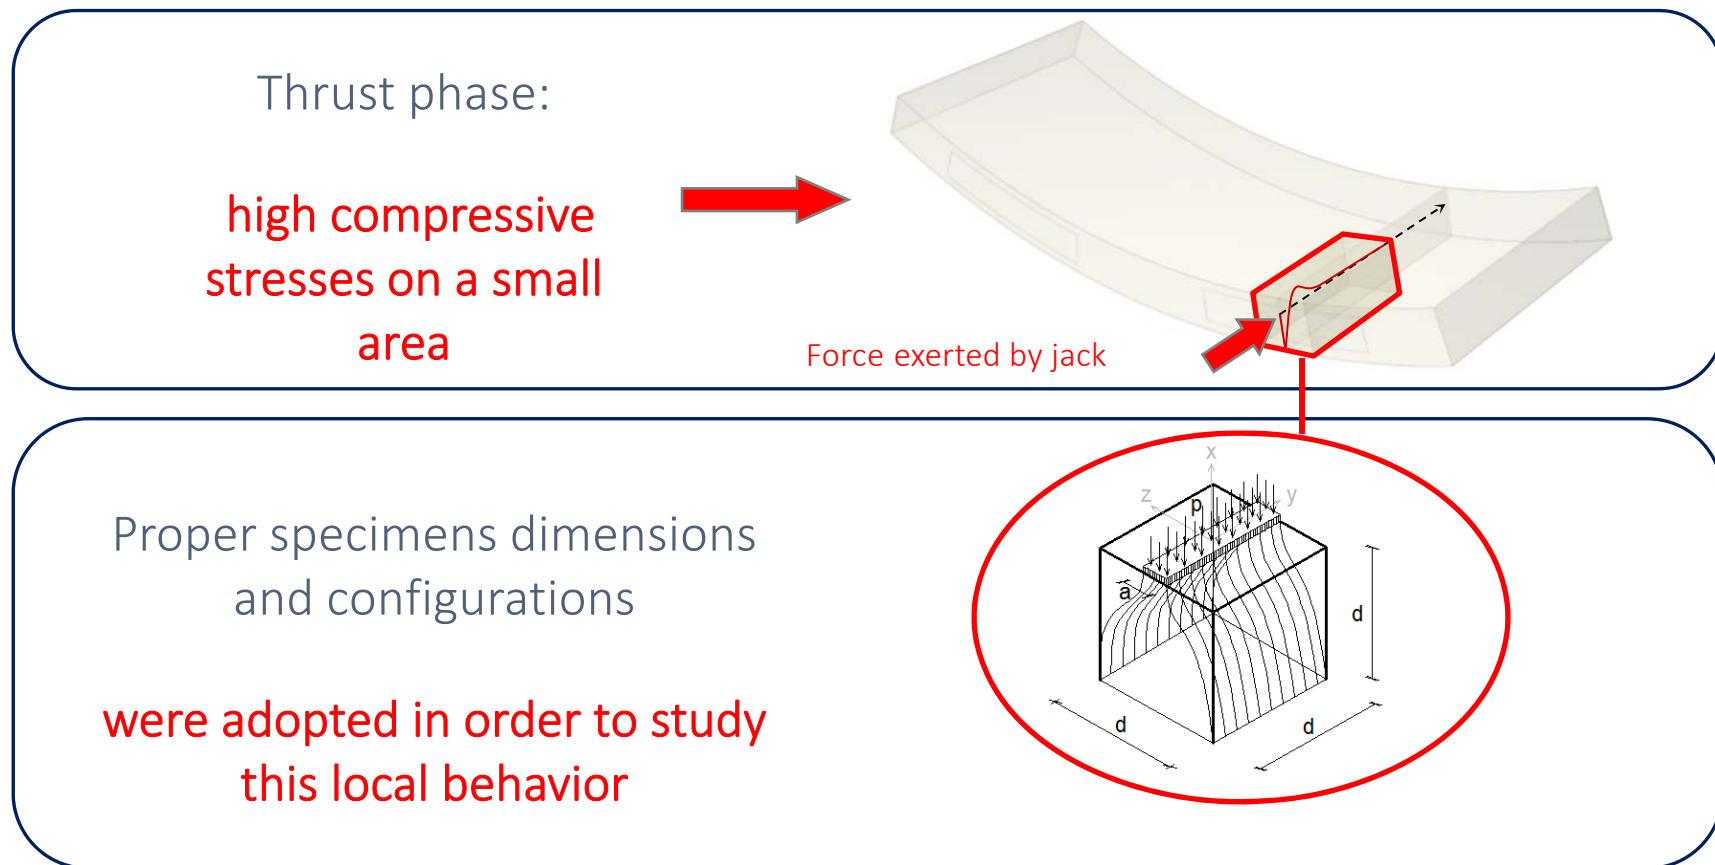 Thrust phase:
high compressive
stresses on a small
area
Force exerted by jack
Proper specimens dimensions
and configurations
were adopted in order to study
this local behavior
x
z
y
p
a
d
d
d